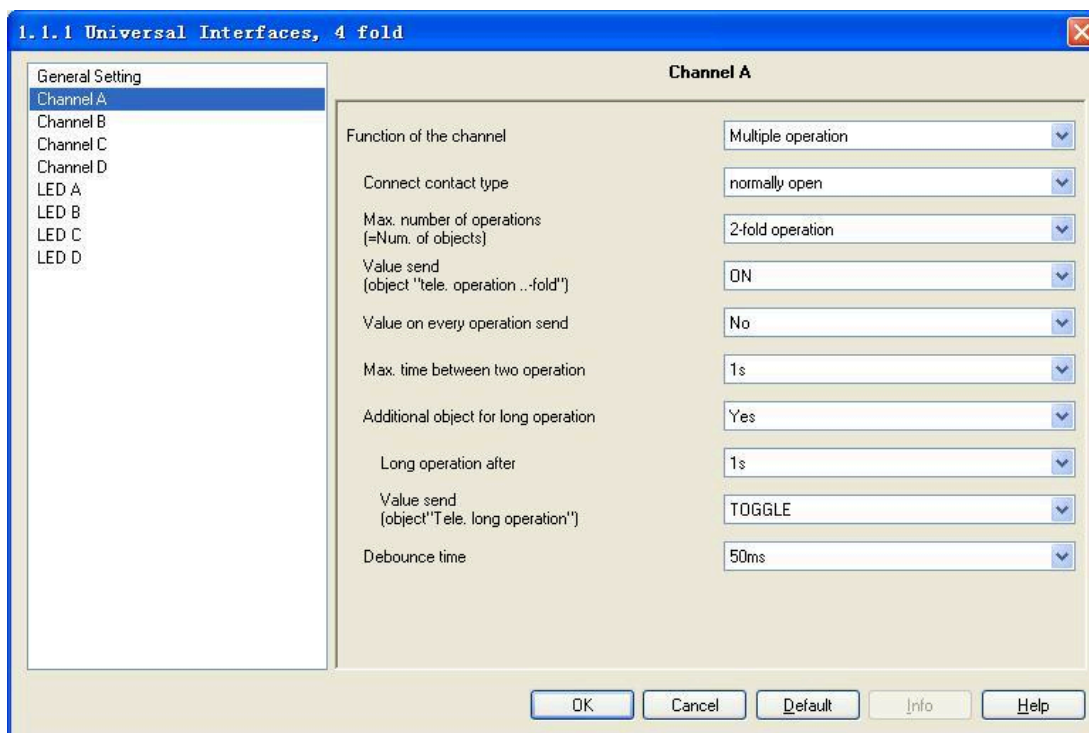 1.1.1 Universal Interfaces, 4 fold
General Setting
Channel A
Channel B
Channel C
Channel D
LED A
LED B
LED C
LED D
Channel A
Function of the channel
Multiple operation
Connect contact type
normally open
Max. number of operations
(=Num. of objects)
2-fold operation
Value send
(object "tele. operation ..-fold")
ON
Value on every operation send
No
Max. time between two operation
1s
Additional object for long operation
Yes
Long operation after
1s
Value send
(object"Tele. long operation")
TOGGLE
Debounce time
50ms
OK
Cancel
Default
Info
Help